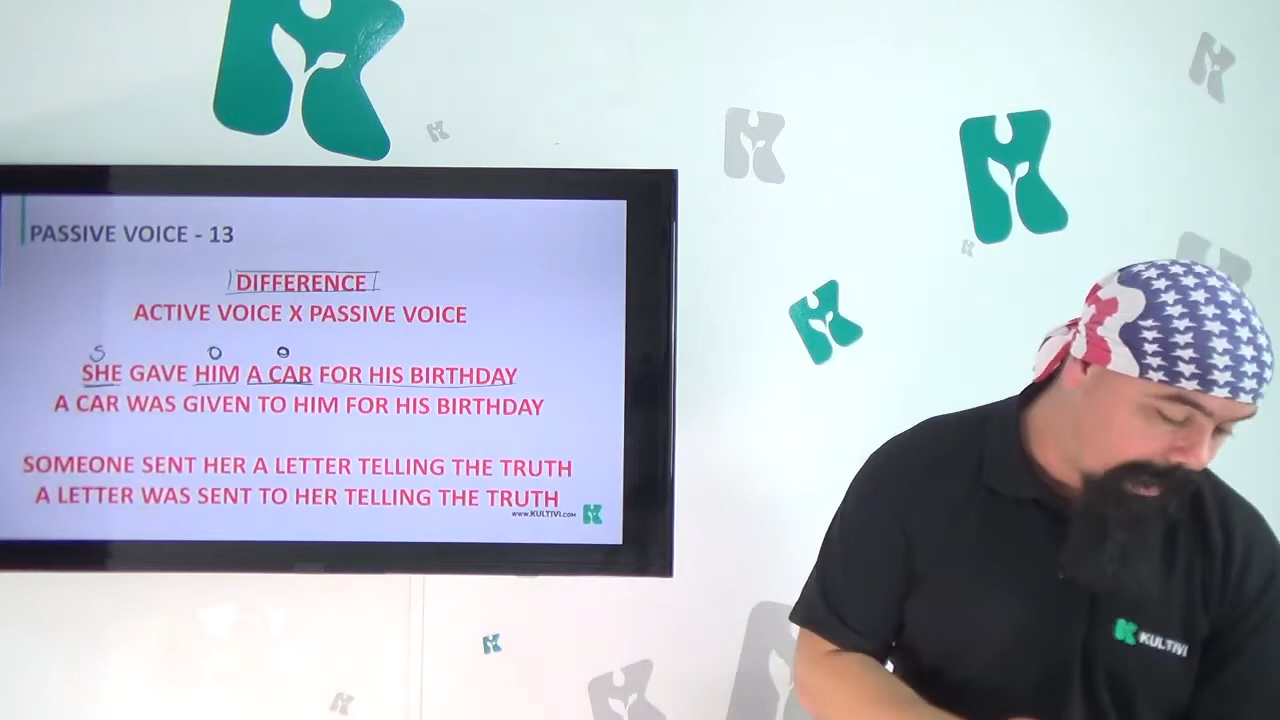 PASSIVE VOICE - 13
DIFFERENCE
ACTIVE VOICE X PASSIVE VOICE
S O O
SHE GAVE HIM A CAR FOR HIS BIRTHDAY
A CAR WAS GIVEN TO HIM FOR HIS BIRTHDAY
SOMEONE SENT HER A LETTER TELLING THE TRUTH
A LETTER WAS SENT TO HER TELLING THE TRUTH
WWW.KULTIVI.COM
KULTIVI